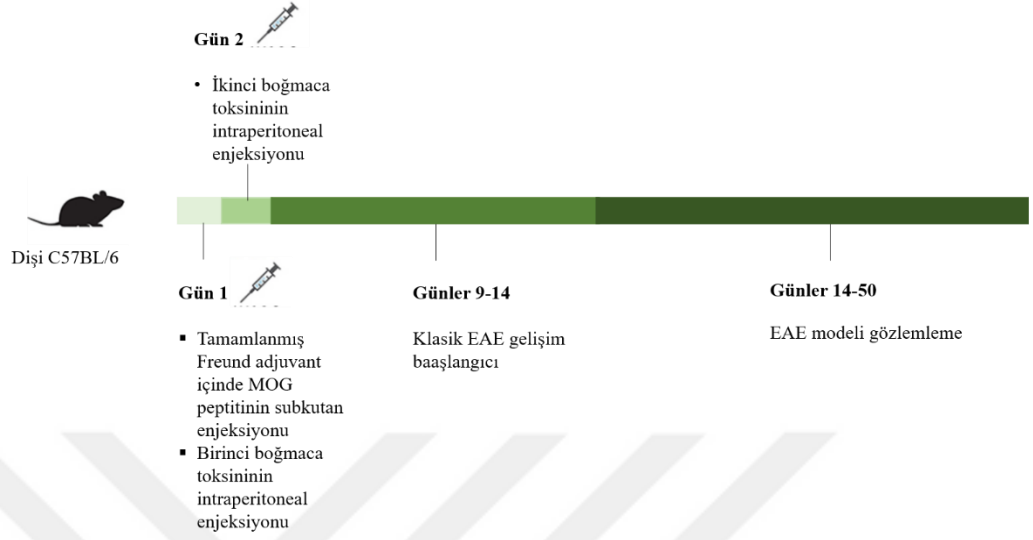 Gün 2
• İkinci boğmaca
toksininin
intraperitoneal
enjeksiyonu
Dişi C57BL/6
Gün 1
▪ Tamamlanmış
Freund adjuvant
içinde MOG
peptitinin subkutan
enjeksiyonu
▪ Birinci boğmaca
toksininin
intraperitoneal
enjeksiyonu
Günler 9-14
Klasik EAE gelişim
baaşlangıcı
Günler 14-50
EAE modeli gözlemleme